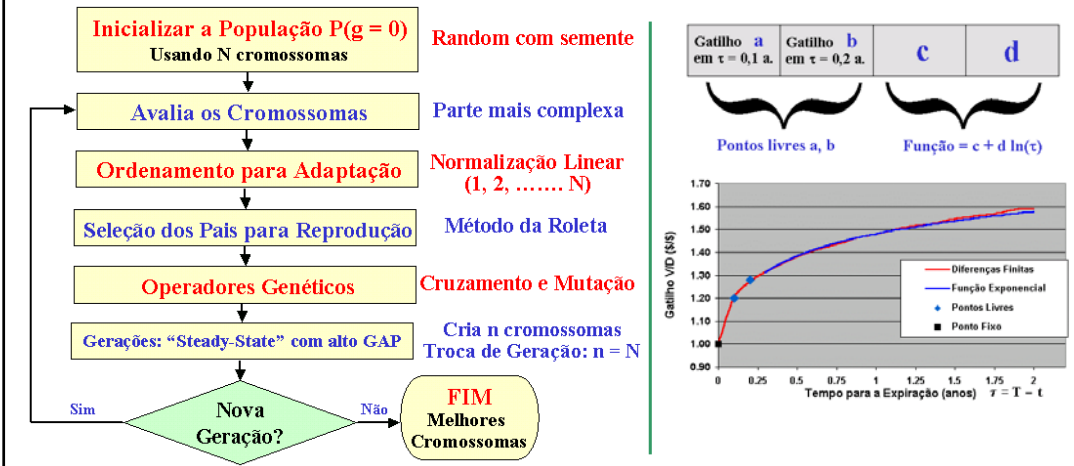 Inicializar a População P(g = 0)
Usando N cromossomas
Random com semente
Avalia os Cromossomas
Parte mais complexa
Ordenamento para Adaptação
Normalização Linear
(1, 2, ……. N)
Seleção dos Pais para Reprodução
Método da Roleta
Operadores Genéticos
Cruzamento e Mutação
Gerações: “Steady-State” com alto GAP
Cria n cromossomas
Troca de Geração: n = N
Sim
Nova
Geração?
Não
FIM
Melhores
Cromossomas
Gatilho a
em τ = 0,1 a.
Gatilho b
em τ = 0,2 a.
c
d
Pontos livres a, b
Função = c + d ln(τ)
Gatilho V/D ($/$)
1.70
1.60
1.50
1.40
1.30
1.20
1.10
1.00
0.90
Diferenças Finitas
Função Exponencial
Pontos Livres
Ponto Fixo
0 0.25 0.5 0.75 1 1.25 1.5 1.75 2
Tempo para a Expiração (anos) τ = T − t